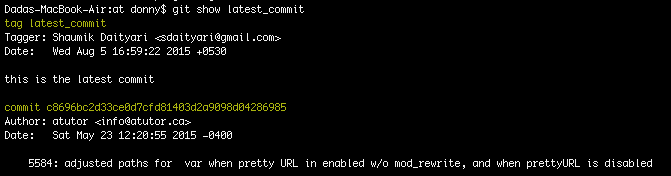 Dadas-MacBook-Air:at donny$ git show latest_commit
tag latest_commit
Tagger: Shaumik Daityari <sdaityari@gmail.com>
Date:   Wed Aug 5 16:59:22 2015 +0530

this is the latest commit

commit c8696bc2d33ce0d7cfd81403d2a9098d04286985
Author: atutor <info@atutor.ca>
Date:   Sat May 23 12:20:55 2015 -0400

    5584: adjusted paths for  var when pretty URL in enabled w/o mod_rewrite, and when prettyURL is disabled